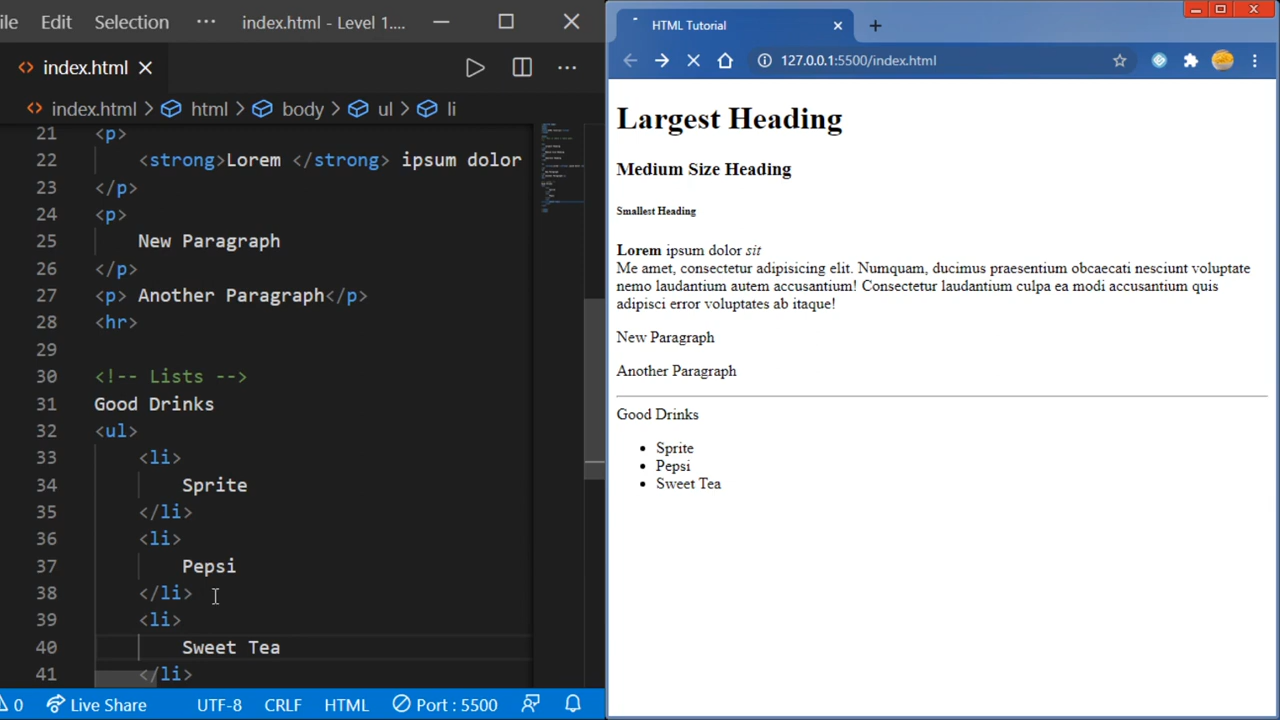 ile Edit Selection ··· index.html - Level 1....
index.html
index.html > html > body > ul > li
21 <p>
22 <strong>Lorem </strong> ipsum dolor
23 </p>
24 <p>
25 New Paragraph
26 </p>
27 <p> Another Paragraph</p>
28 <hr>
29
30 <!-- Lists -->
31 Good Drinks
32 <ul>
33 <li>
34 Sprite
35 </li>
36 <li>
37 Pepsi
38 </li>
39 <li>
40 Sweet Tea
41 </li>
0 Live Share UTF-8 CRLF HTML Port : 5500
HTML Tutorial
127.0.0.1:5500/index.html
Largest Heading
Medium Size Heading
Smallest Heading
Lorem ipsum dolor sit
Me amet, consectetur adipisicing elit. Numquam, ducimus praesentium obcaecati nesciunt voluptate
nemo laudantium autem accusantium! Consectetur laudantium culpa ea modi accusantium quis
adipisci error voluptates ab itaque!
New Paragraph
Another Paragraph
Good Drinks
• Sprite
• Pepsi
• Sweet Tea